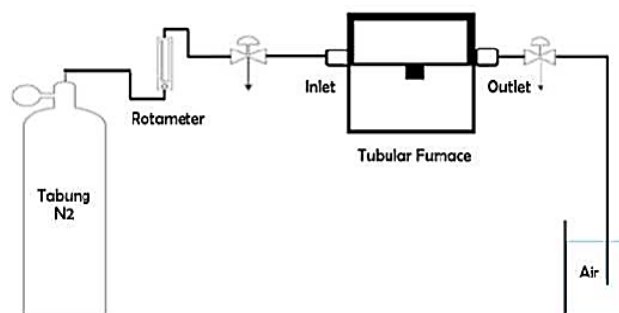 Rotameter
Inlet
Outlet
Tubular Furnace
Tabung
N2
Air